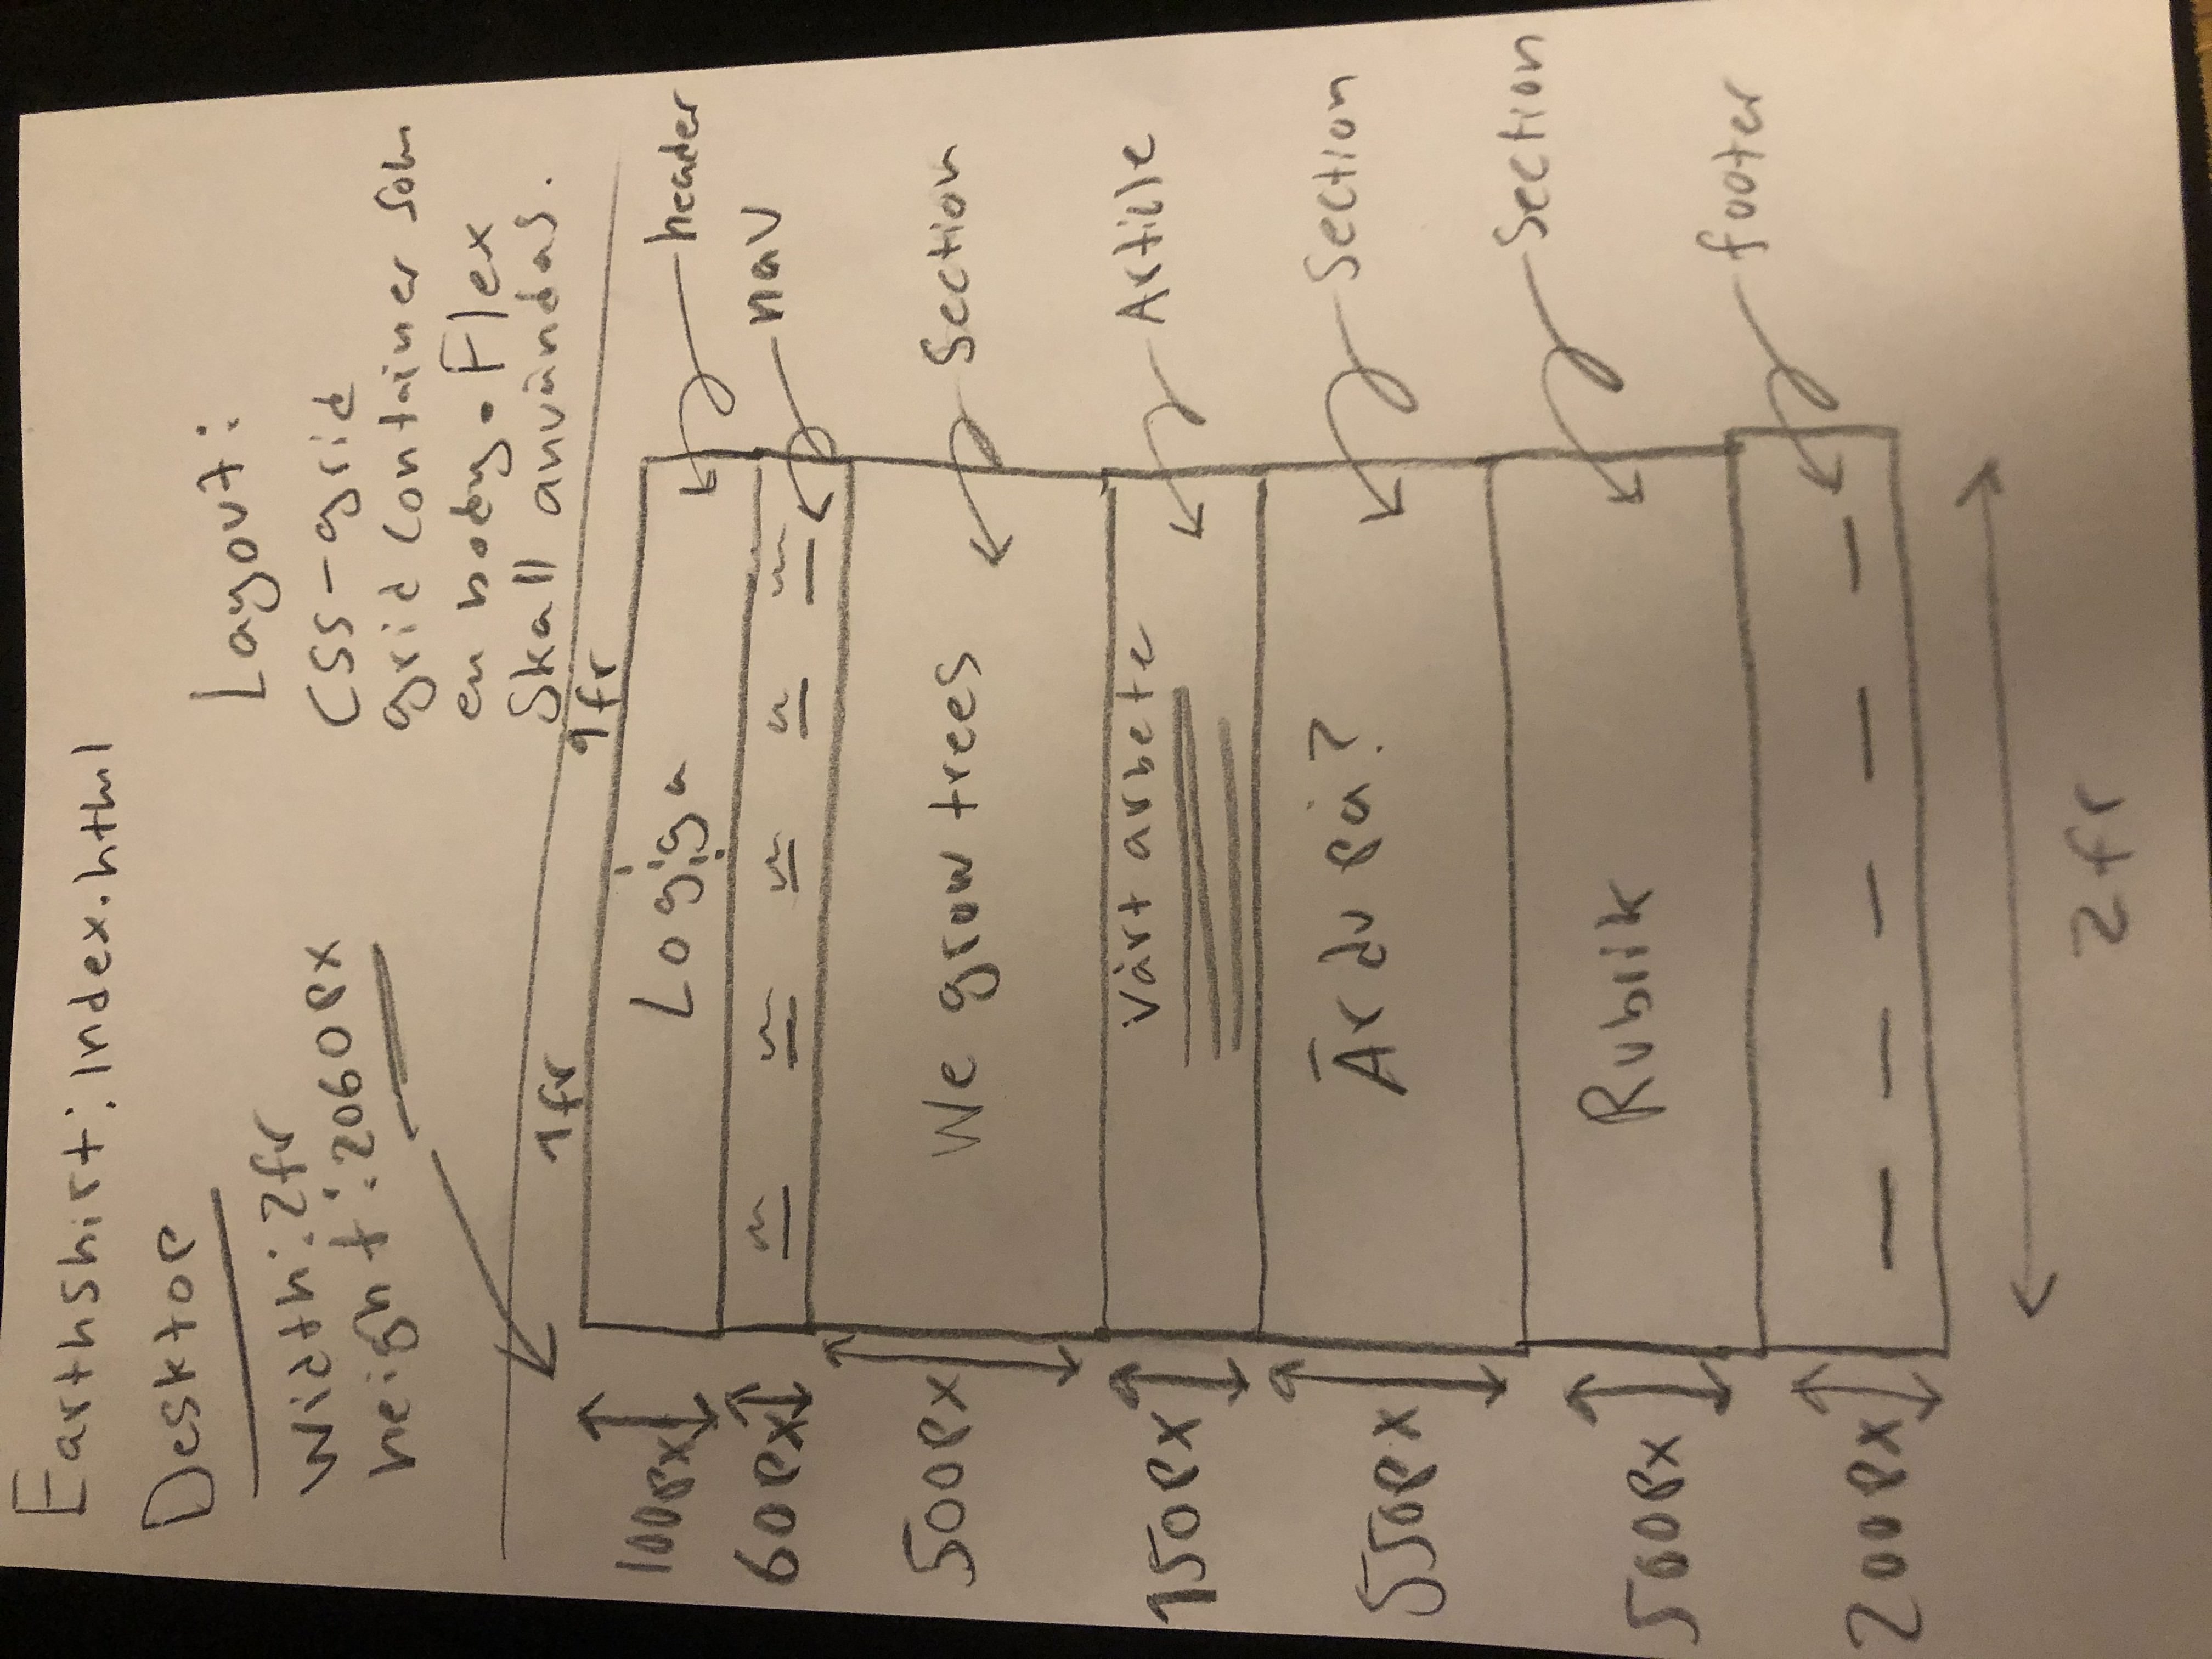 Earthshirt: Index.html
Desktop
Width: 2fr
height: 2060px
Layout:
CSS-grid
grid container som
en body. Flex
Skall användas.
1fr
1fr
100px
Logiga
header
60px
nav
500px
We grow trees
Section
150px
Vårt arbete
Article
550px
Är du på?
Section
500px
Rubrik
Section
200px
footer
2fr